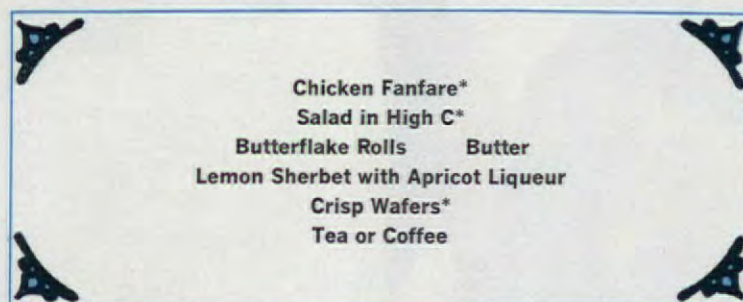 Chicken Fanfare*
Salad in High C*
Butterflake Rolls Butter
Lemon Sherbet with Apricot Liqueur
Crisp Wafers*
Tea or Coffee